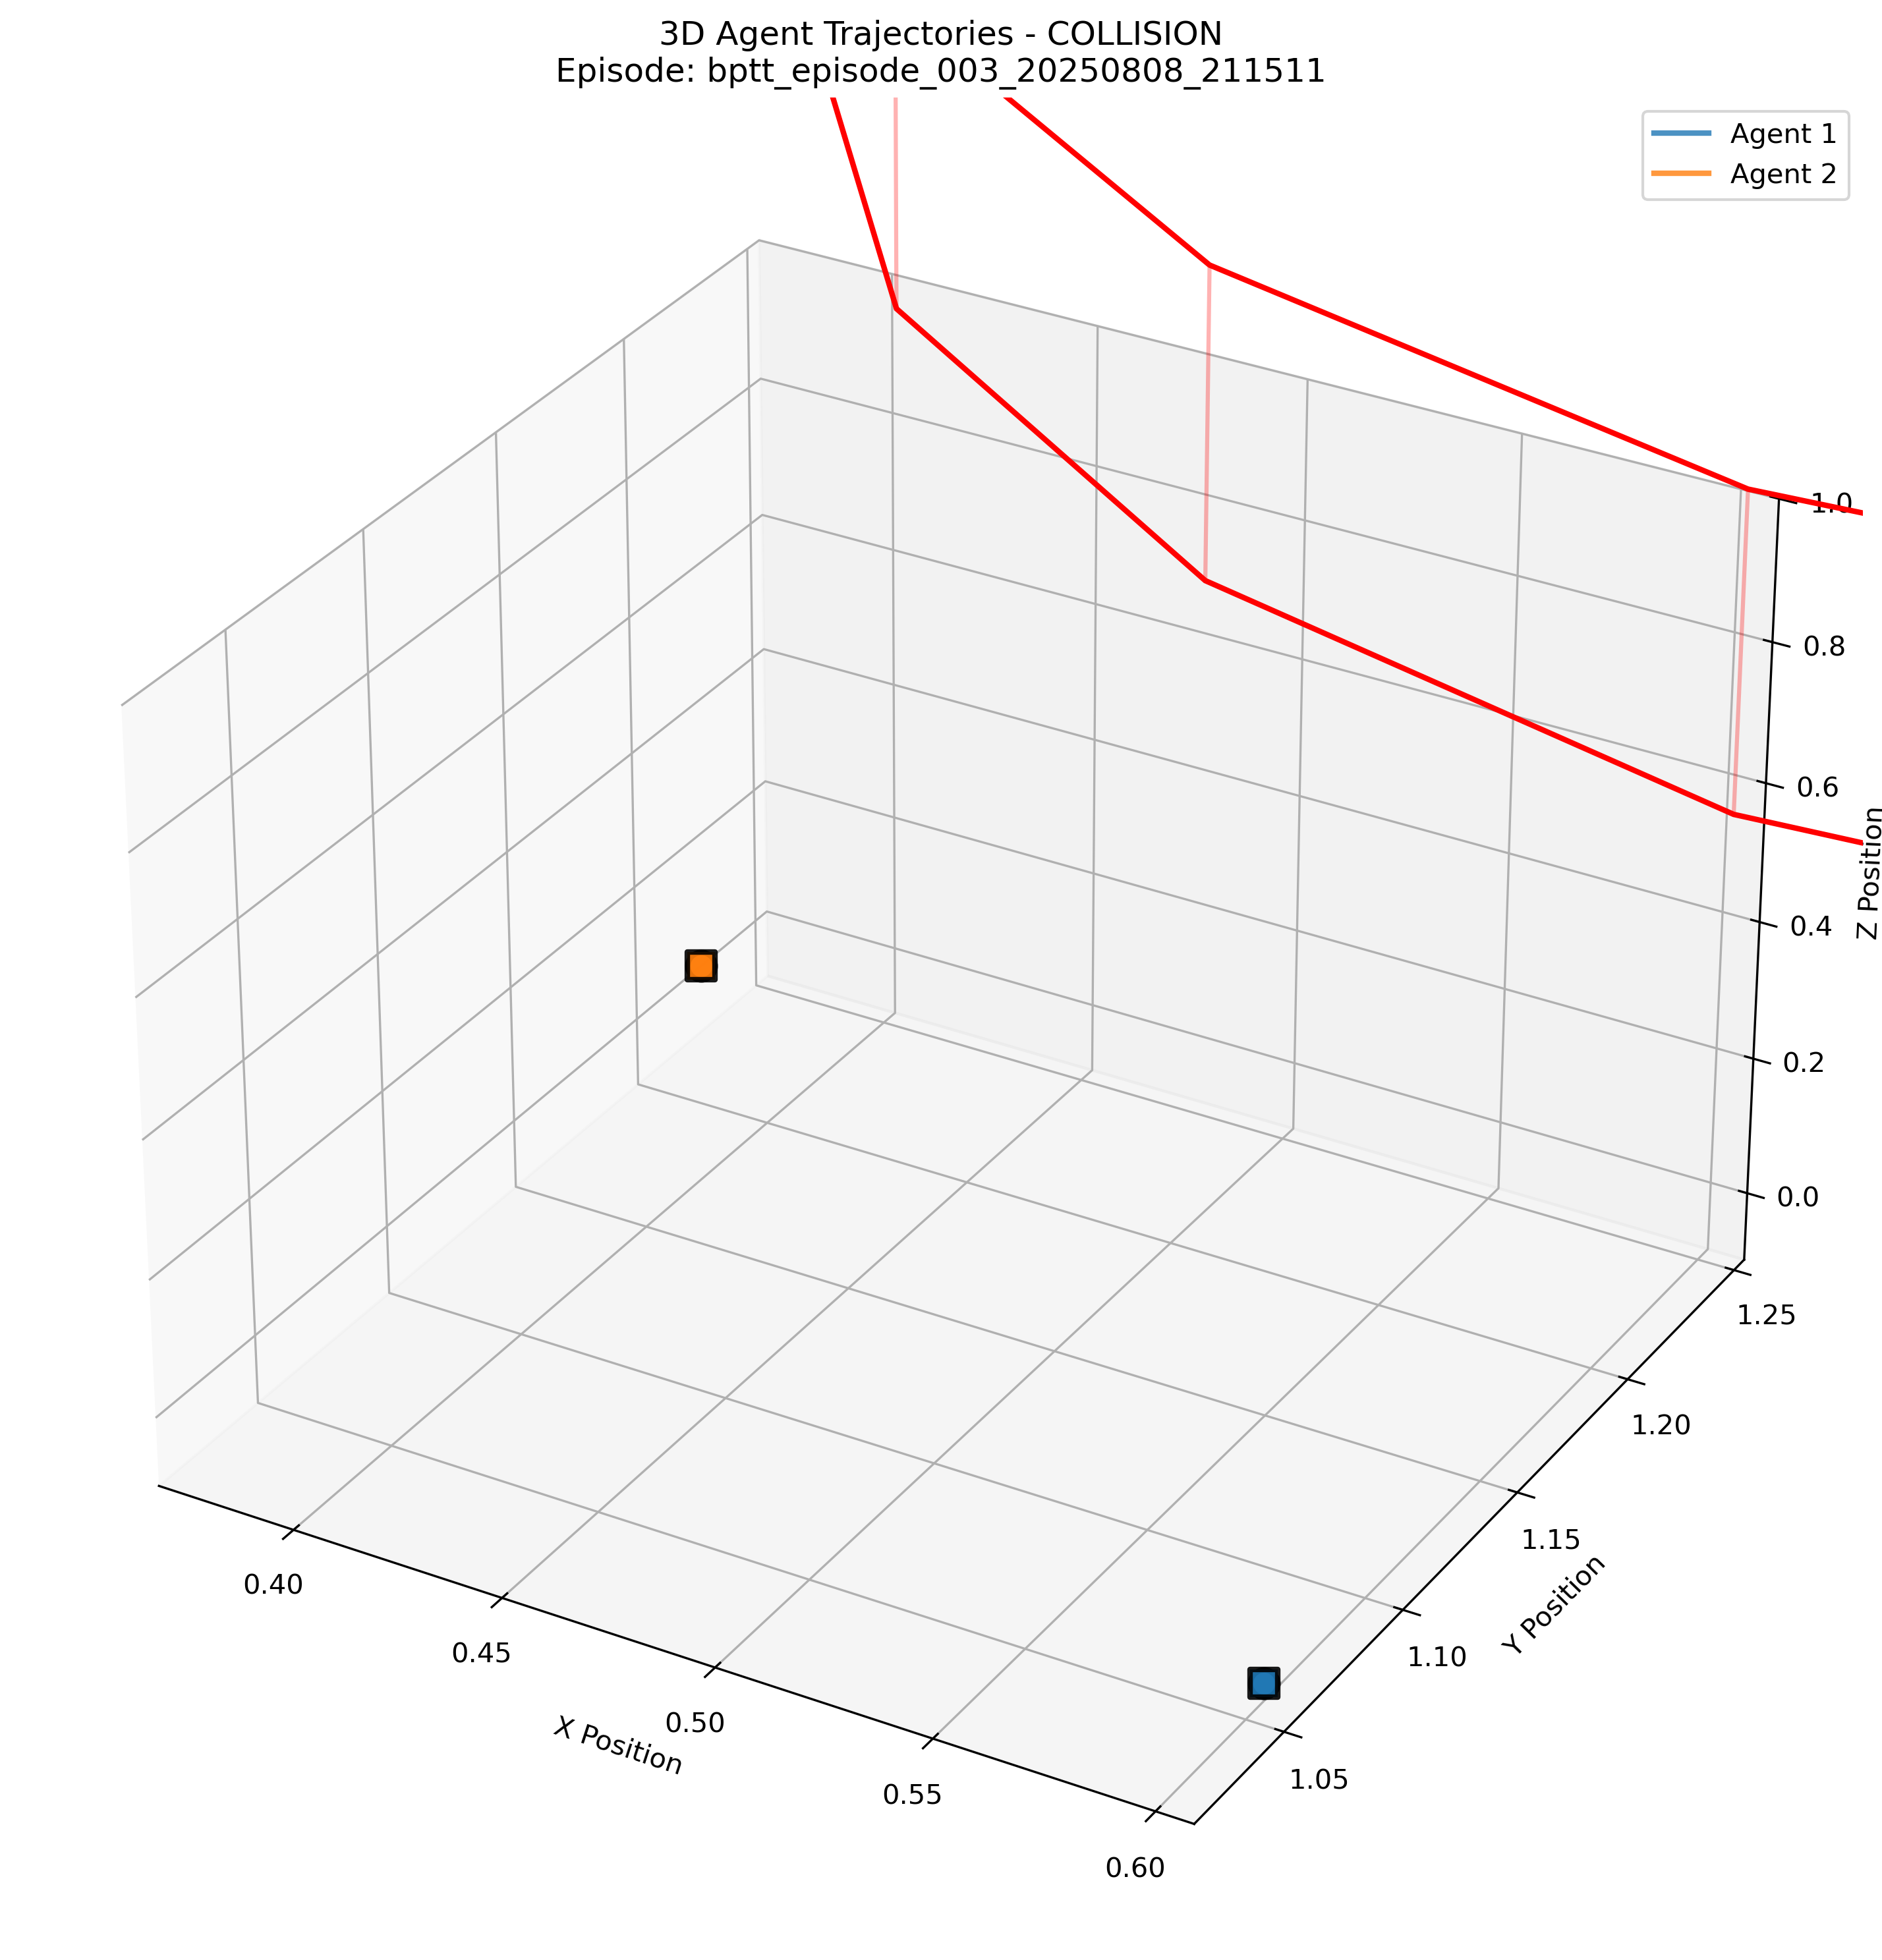 3D Agent Trajectories - COLLISION
Episode: bptt_episode_003_20250808_211511
Agent 1
Agent 2
1.0
0.8
0.6
0.4
0.2
0.0
Z Position
1.25
1.20
1.15
1.10
1.05
Y Position
0.40
0.45
0.50
0.55
0.60
X Position